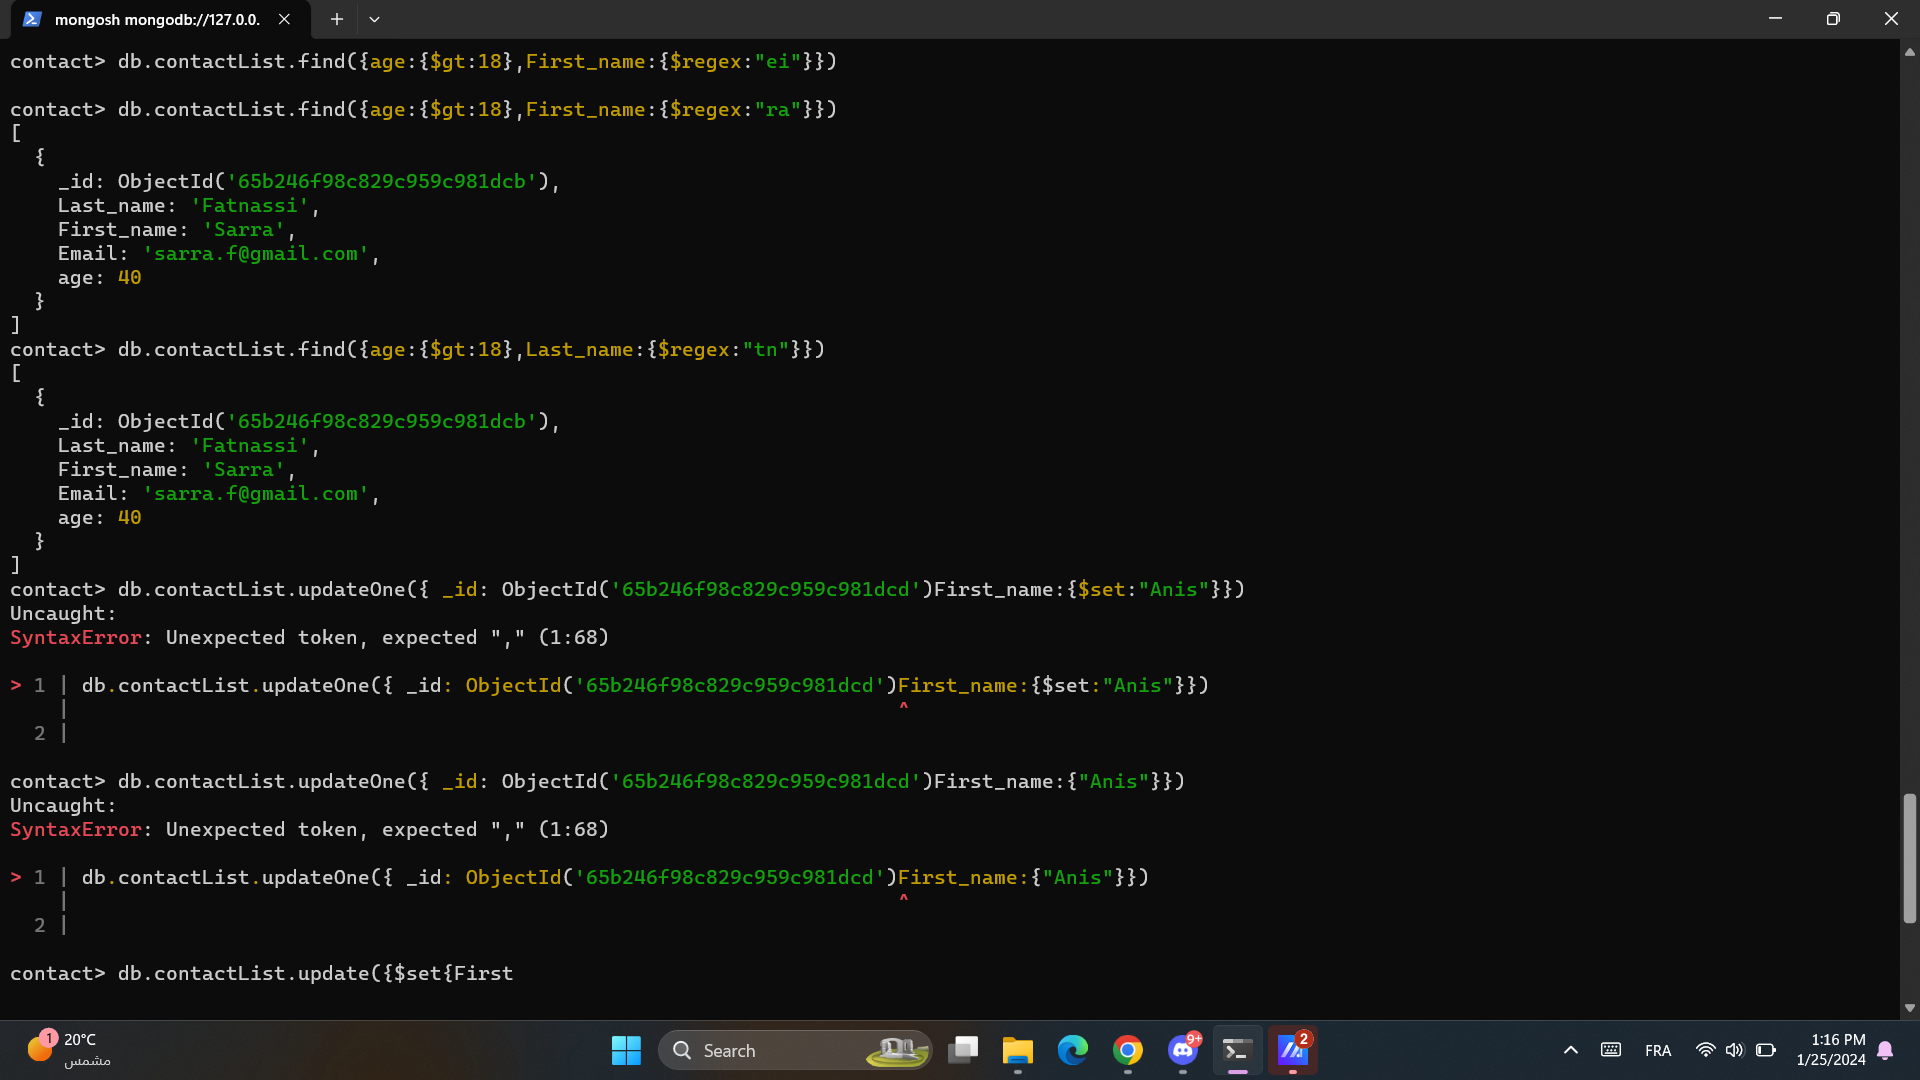 mongosh mongodb://127.0.0.
contact> db.contactList.find({age:{$gt:18},First_name:{$regex:"ei"}})
contact> db.contactList.find({age:{$gt:18},First_name:{$regex:"ra"}})
[
  {
    _id: ObjectId('65b246f98c829c959c981dcb'),
    Last_name: 'Fatnassi',
    First_name: 'Sarra',
    Email: 'sarra.f@gmail.com',
    age: 40
  }
]
contact> db.contactList.find({age:{$gt:18},Last_name:{$regex:"tn"}})
[
  {
    _id: ObjectId('65b246f98c829c959c981dcb'),
    Last_name: 'Fatnassi',
    First_name: 'Sarra',
    Email: 'sarra.f@gmail.com',
    age: 40
  }
]
contact> db.contactList.updateOne({ _id: ObjectId('65b246f98c829c959c981dcd')First_name:{$set:"Anis"}})
Uncaught:
SyntaxError: Unexpected token, expected "," (1:68)
> 1 | db.contactList.updateOne({ _id: ObjectId('65b246f98c829c959c981dcd')First_name:{$set:"Anis"}})
    |                                                                     ^
  2 |
contact> db.contactList.updateOne({ _id: ObjectId('65b246f98c829c959c981dcd')First_name:{"Anis"}})
Uncaught:
SyntaxError: Unexpected token, expected "," (1:68)
> 1 | db.contactList.updateOne({ _id: ObjectId('65b246f98c829c959c981dcd')First_name:{"Anis"}})
    |                                                                     ^
  2 |
contact> db.contactList.update({$set{First
1
20°C
مشمس
Search
9+
2
FRA
1:16 PM
1/25/2024